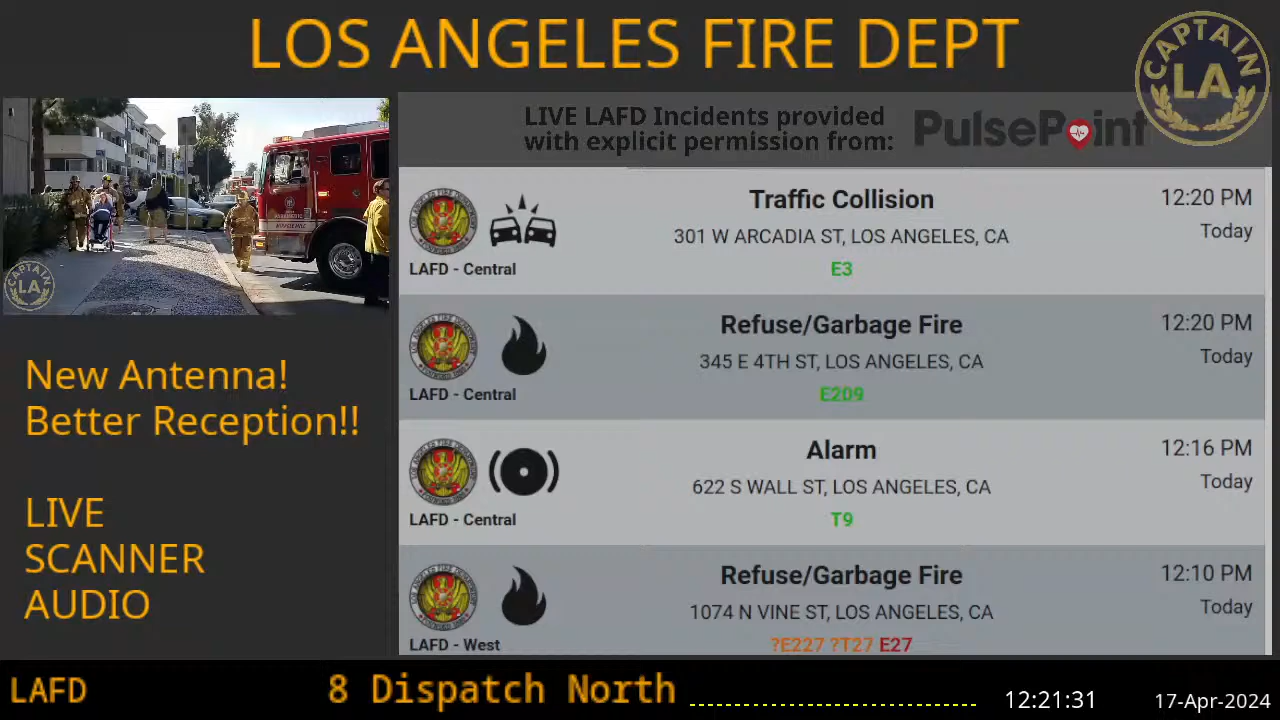 LOS ANGELES FIRE DEPT
CAPTAIN
LA
LIVE LAFD Incidents provided
with explicit permission from:
PulsePoint
CAPTAIN
LA
New Antenna!
Better Reception!!
LIVE
SCANNER
AUDIO
Traffic Collision
301 W ARCADIA ST, LOS ANGELES, CA
E3
12:20 PM
Today
LAFD - Central
Refuse/Garbage Fire
345 E 4TH ST, LOS ANGELES, CA
E209
12:20 PM
Today
LAFD - Central
Alarm
622 S WALL ST, LOS ANGELES, CA
T9
12:16 PM
Today
LAFD - Central
Refuse/Garbage Fire
1074 N VINE ST, LOS ANGELES, CA
?E227 ?T27 E27
12:10 PM
Today
LAFD - West
LAFD
8 Dispatch North
12:21:31
17-Apr-2024